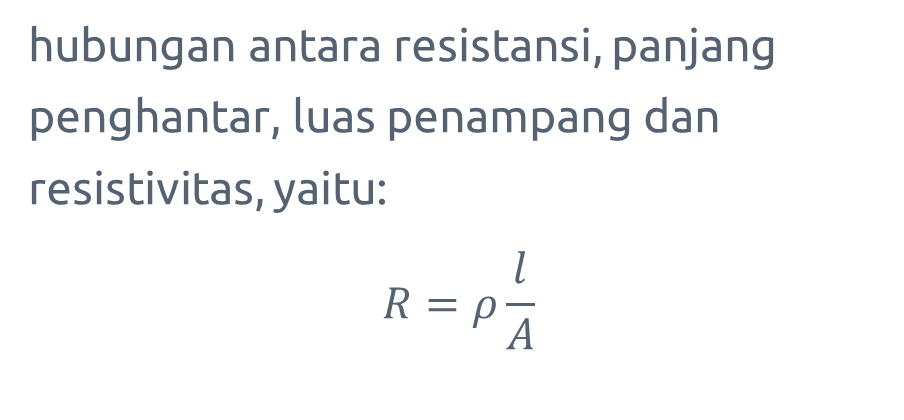 hubungan antara resistansi, panjang
penghantar, luas penampang dan
resistivitas, yaitu:
R = ρ l/A